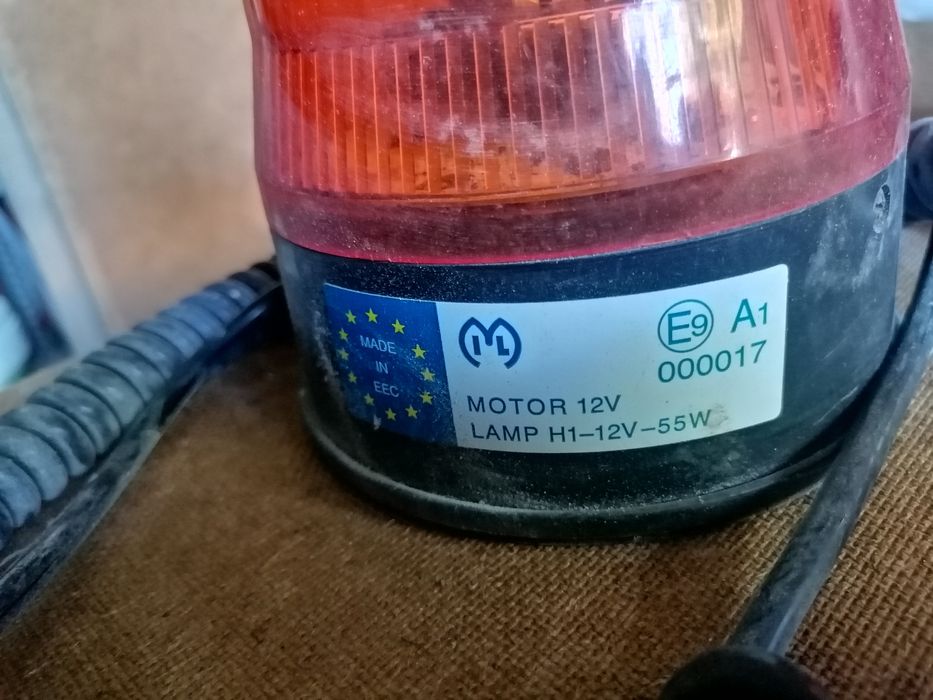 MADE
IN
EEC
E9 A1
000017
MOTOR 12V
LAMP H1-12V-55W